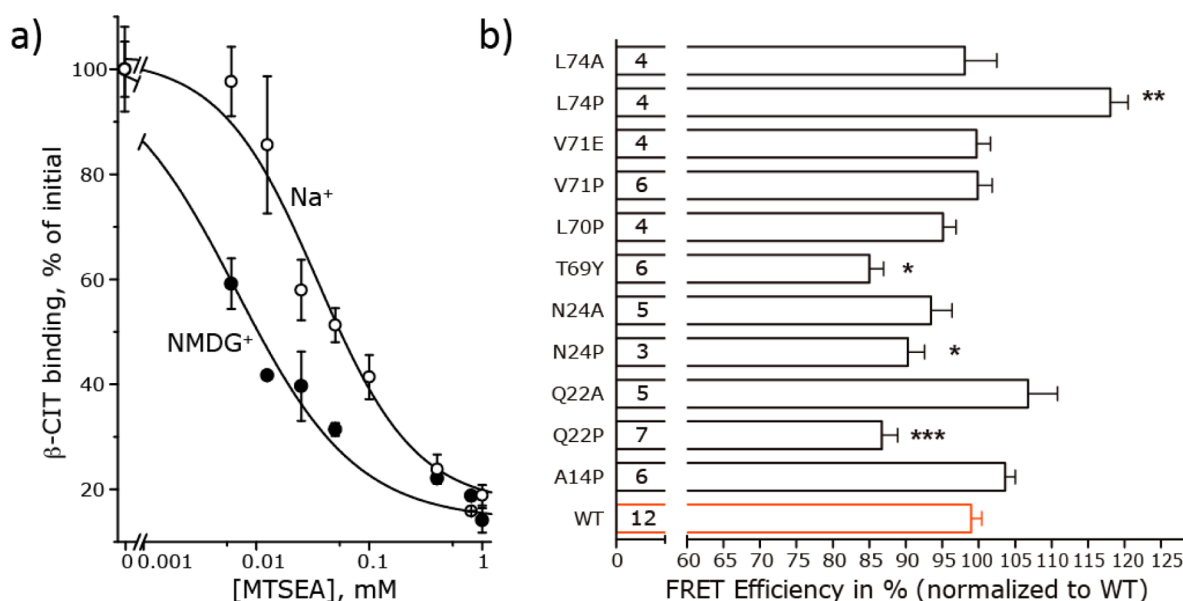 a)
β-CIT binding, % of initial
100
80
60
40
20
Na⁺
NMDG⁺
0 0.001 0.01 0.1 1
[MTSEA], mM
b)
L74A 4
L74P 4 **
V71E 4
V71P 6
L70P 4
T69Y 6 *
N24A 5
N24P 3 *
Q22A 5
Q22P 7 ***
A14P 6
WT 12
0 60 65 70 75 80 85 90 95 100 105 110 115 120 125
FRET Efficiency in % (normalized to WT)